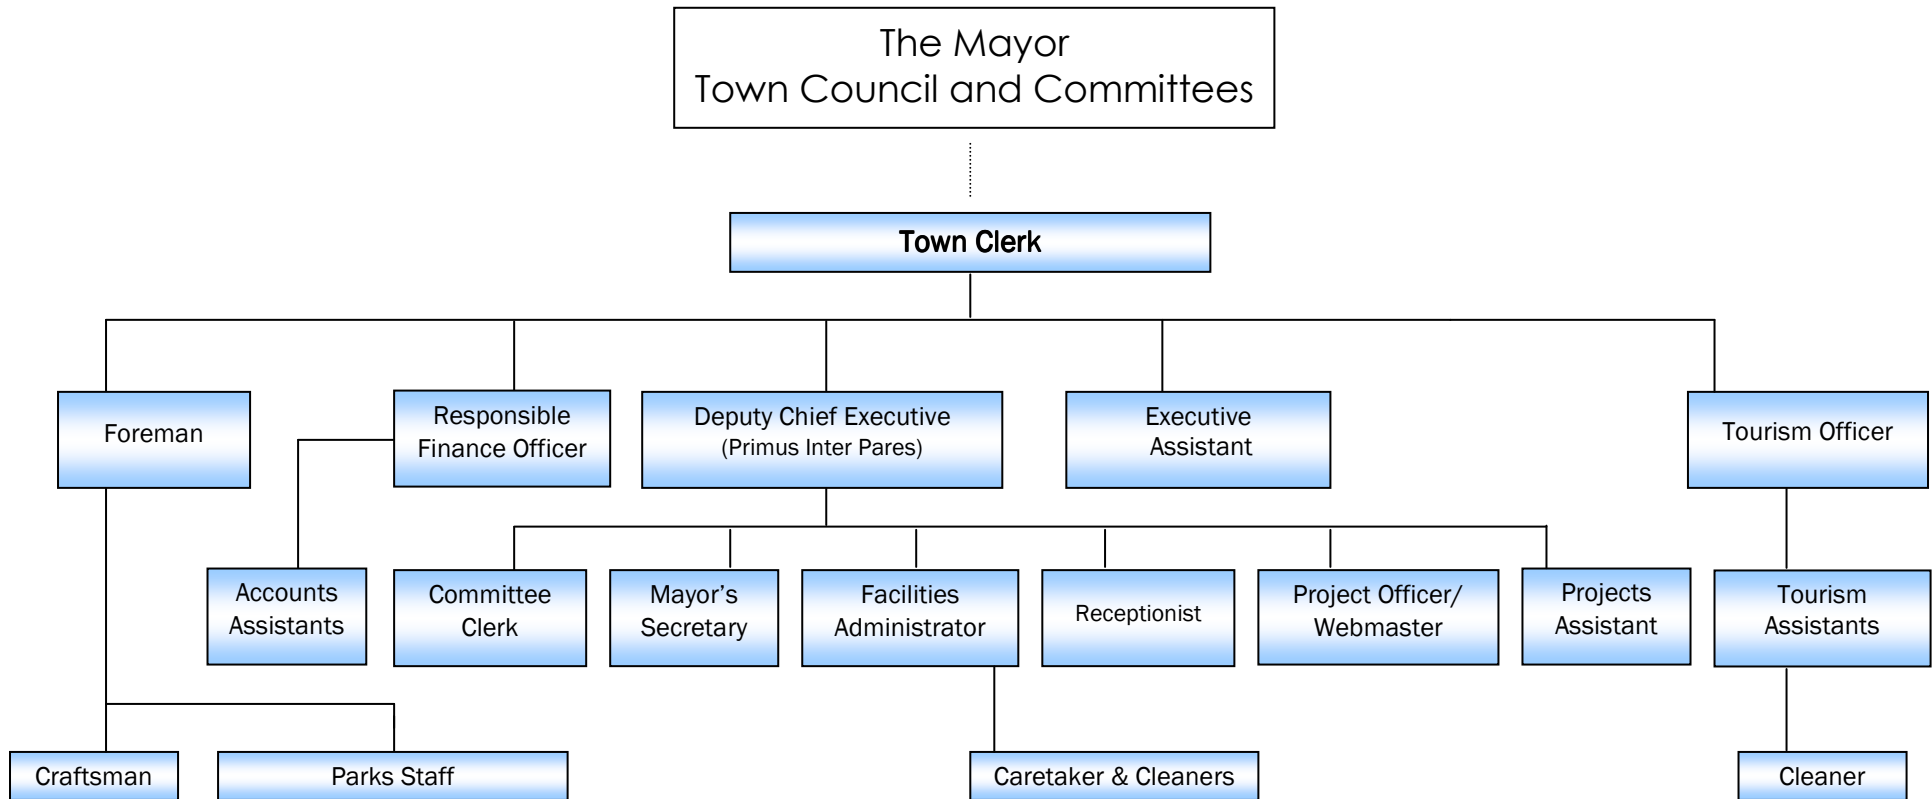 The Mayor
Town Council and Committees
Town Clerk
Foreman
Responsible
Finance Officer
Deputy Chief Executive
(Primus Inter Pares)
Executive
Assistant
Tourism Officer
Accounts
Assistants
Committee
Clerk
Mayor’s
Secretary
Facilities
Administrator
Receptionist
Project Officer/
Webmaster
Projects
Assistant
Tourism
Assistants
Craftsman
Parks Staff
Caretaker & Cleaners
Cleaner